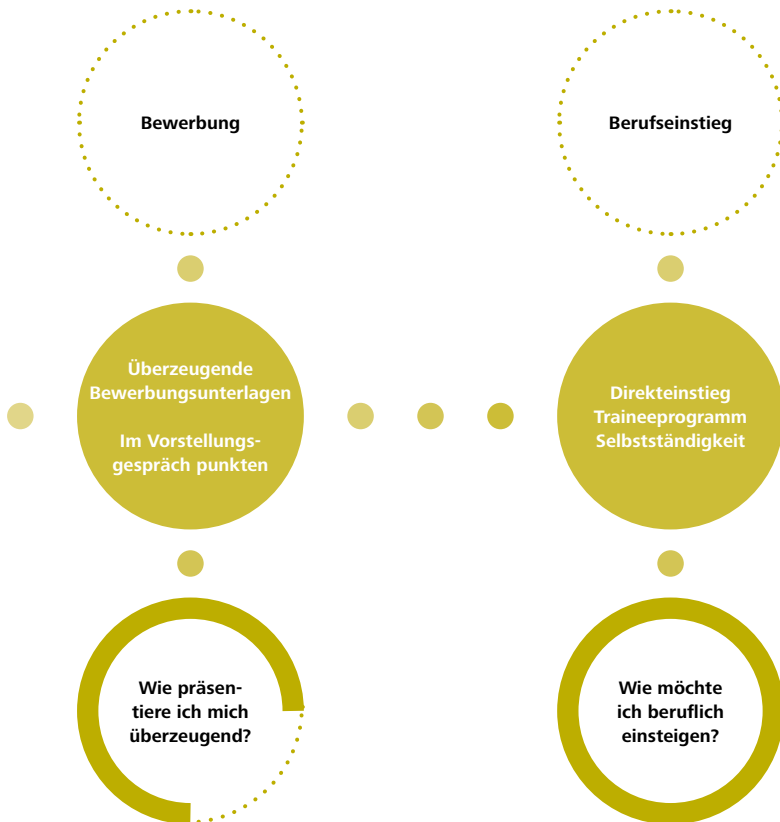 Bewerbung
Berufseinstieg
Überzeugende
Bewerbungsunterlagen
Im Vorstellungs-
gespräch punkten
Direkteinstieg
Traineeprogramm
Selbstständigkeit
Wie präsen-
tiere ich mich
überzeugend?
Wie möchte
ich beruflich
einsteigen?